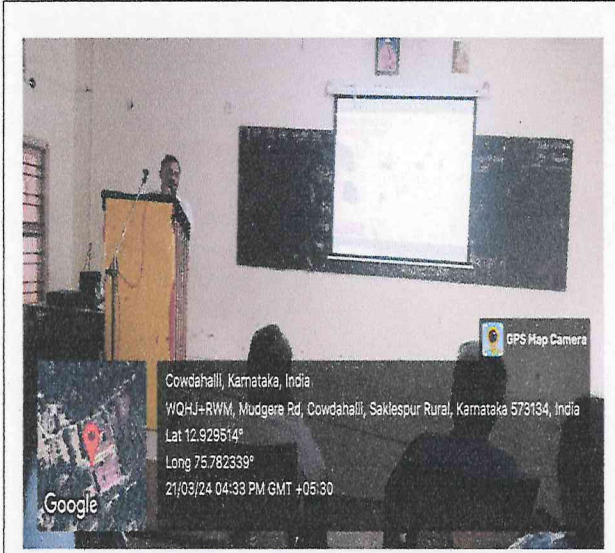 GPS Map Camera
Cowdahalli, Karnataka, India
WQHJ+RWM, Mudgere Rd, Cowdahalli, Saklespur Rural, Karnataka 573134, India
Lat 12.929514°
Long 75.782339°
21/03/24 04:33 PM GMT +05:30
Google